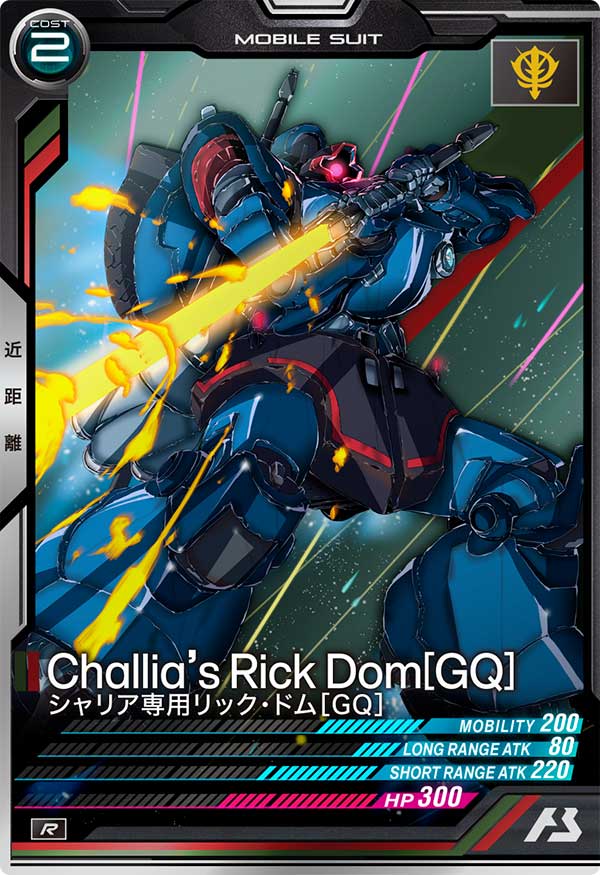 COST
2
MOBILE SUIT
近距離
Challia's Rick Dom[GQ]
シャリア専用リック・ドム[GQ]
MOBILITY 200
LONG RANGE ATK 80
SHORT RANGE ATK 220
HP 300
R